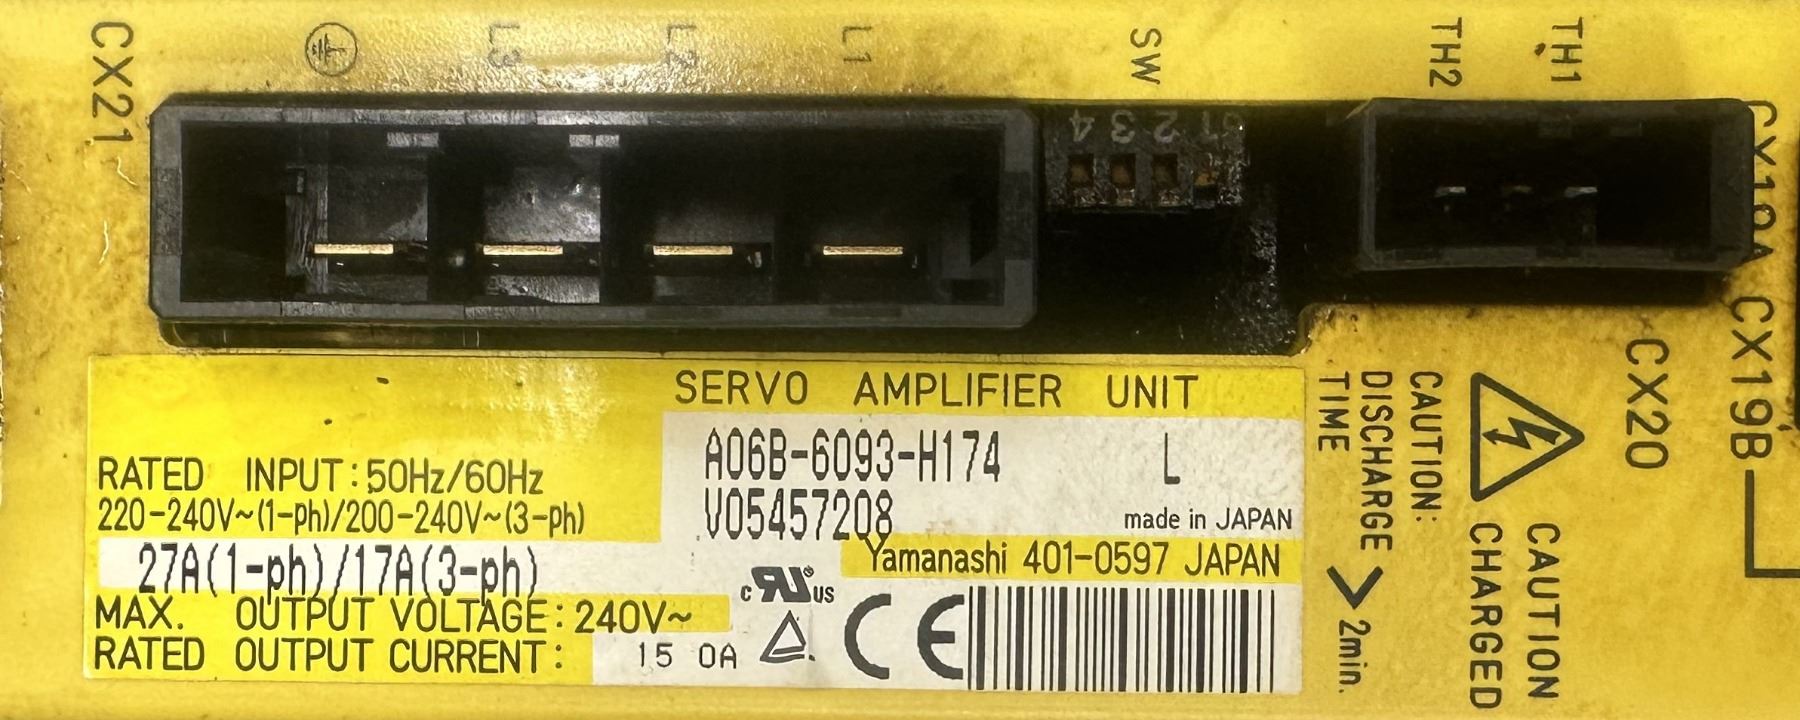 CX21
L3
L2
L1
SW
TH2
TH1
4 3 2 1
CX19A
CX19B
CX20
SERVO AMPLIFIER UNIT
A06B-6093-H174 L
V05457208
made in JAPAN
Yamanashi 401-0597 JAPAN
RATED INPUT: 50Hz/60Hz
220-240V~(1-ph)/200-240V~(3-ph)
27A(1-ph)/17A(3-ph)
MAX. OUTPUT VOLTAGE: 240V~
RATED OUTPUT CURRENT: 15 0A
c RU us
CE
CAUTION:
DISCHARGE
TIME > 2min.
CAUTION
CHARGED